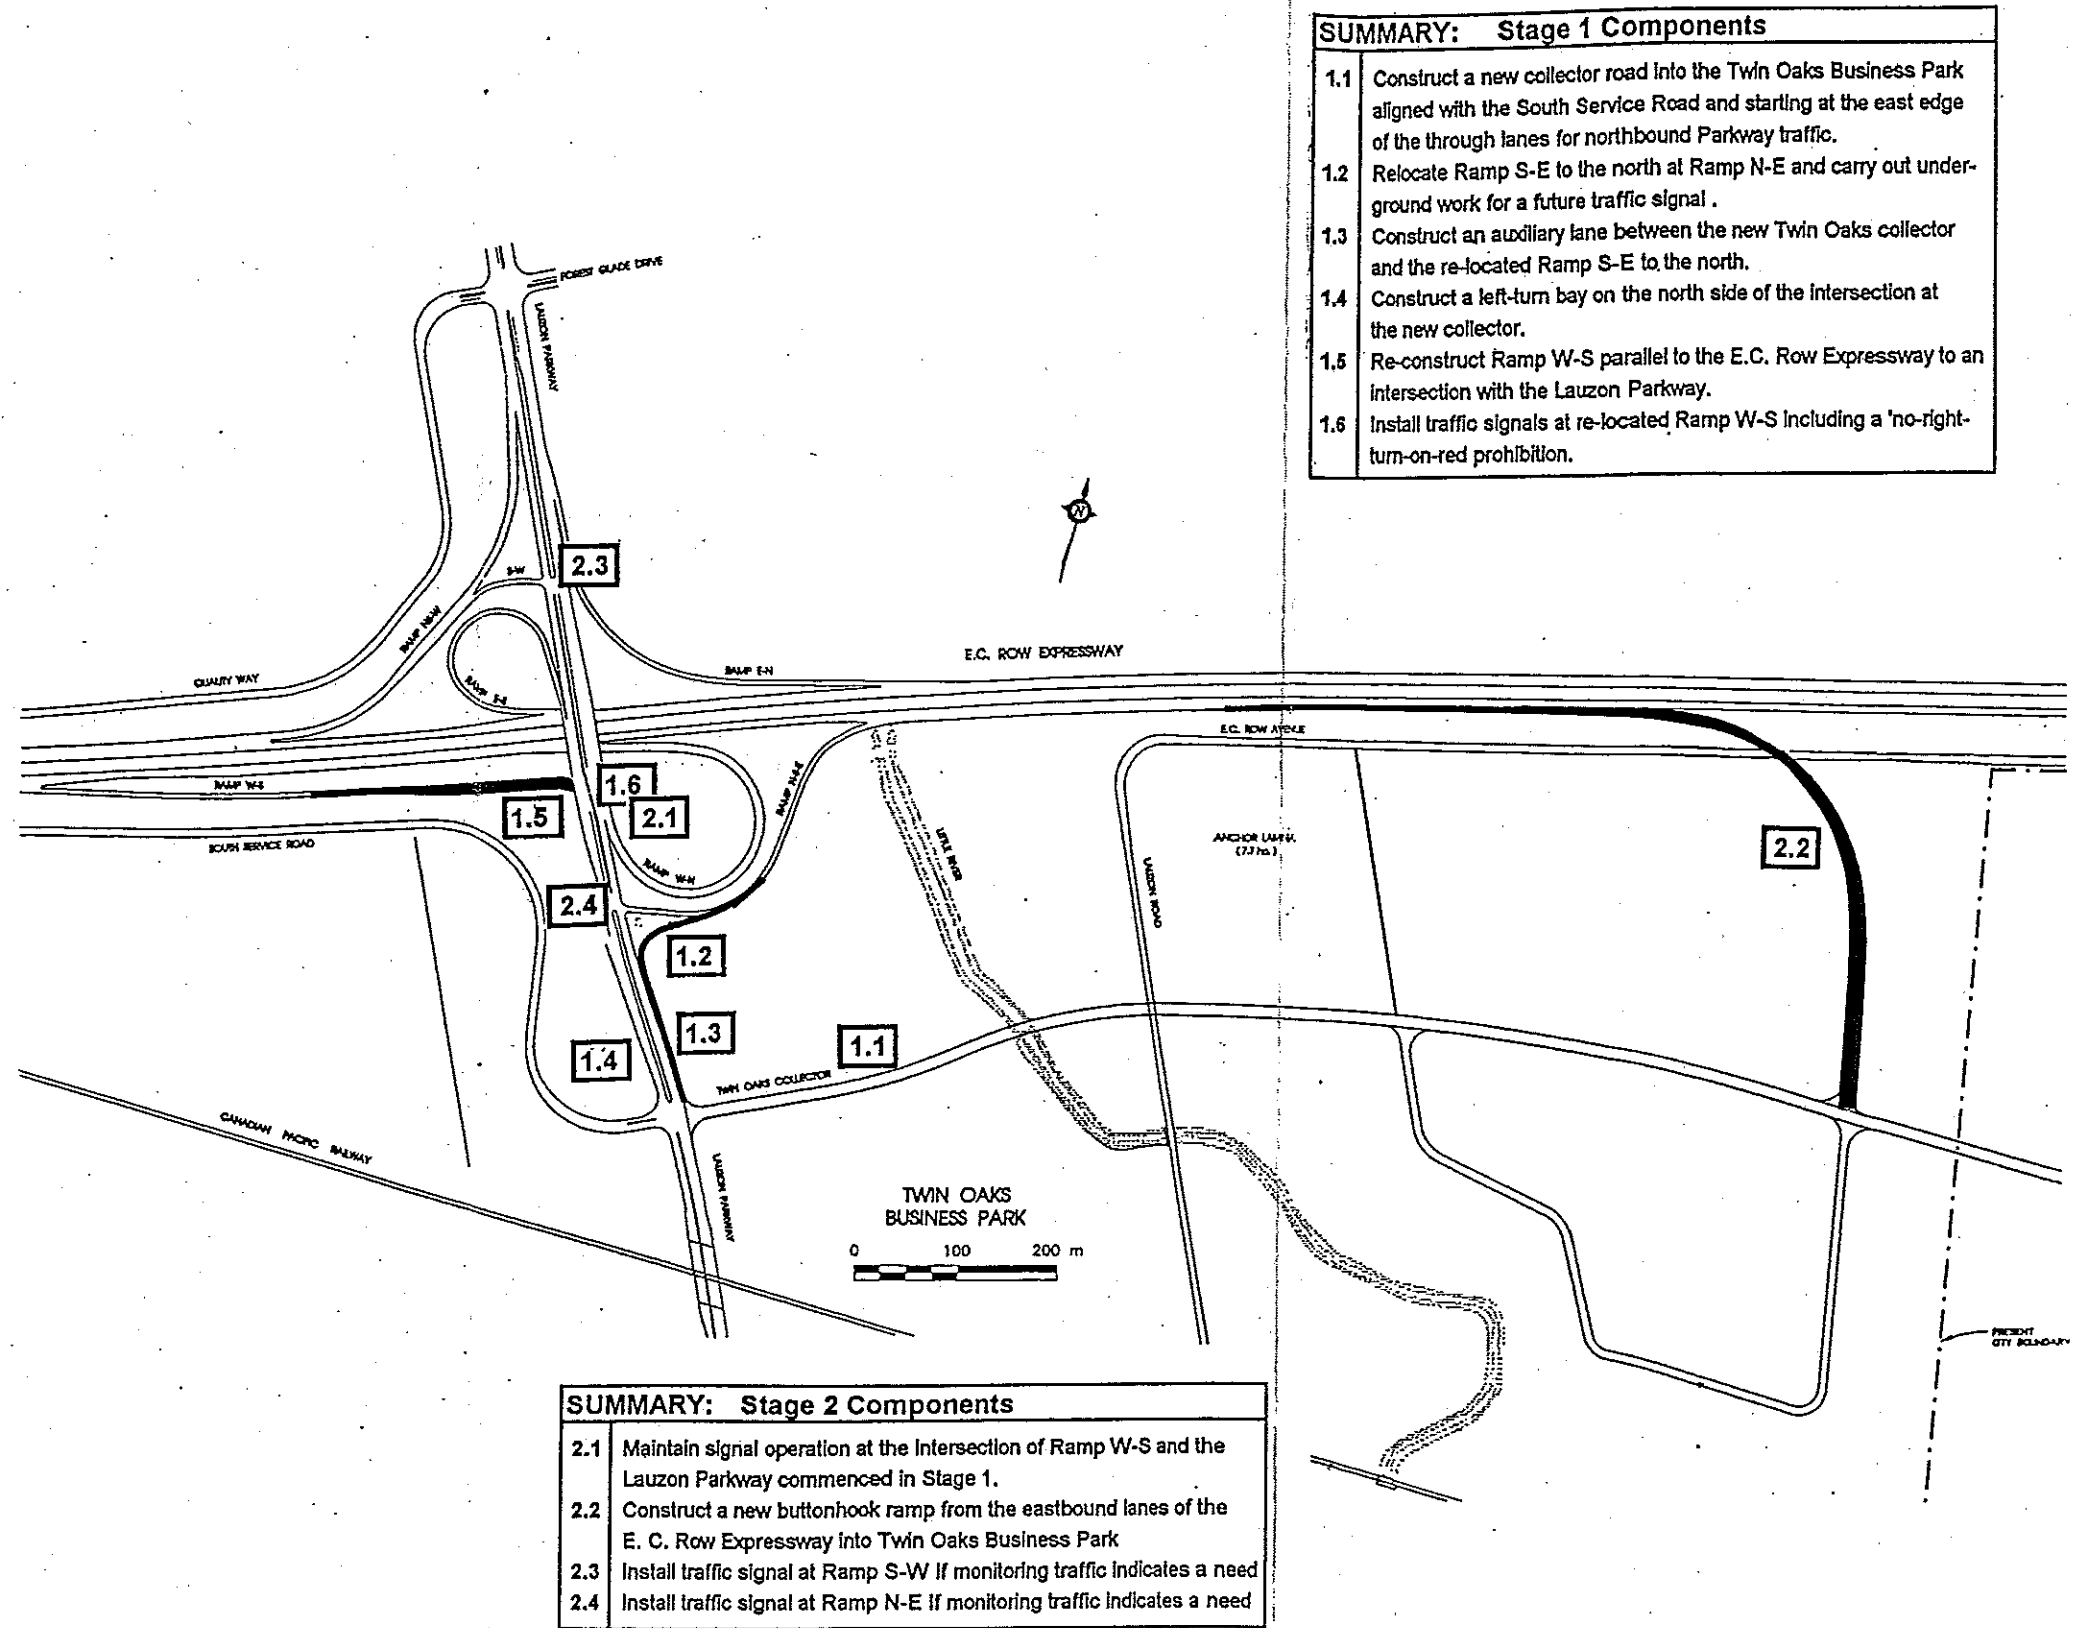 SUMMARY: Stage 1 Components
1.1 Construct a new collector road into the Twin Oaks Business Park
aligned with the South Service Road and starting at the east edge
of the through lanes for northbound Parkway traffic.
1.2 Relocate Ramp S-E to the north at Ramp N-E and carry out under-
ground work for a future traffic signal .
1.3 Construct an auxiliary lane between the new Twin Oaks collector
and the re-located Ramp S-E to the north.
1.4 Construct a left-turn bay on the north side of the intersection at
the new collector.
1.5 Re-construct Ramp W-S parallel to the E.C. Row Expressway to an
intersection with the Lauzon Parkway.
1.6 Install traffic signals at re-located Ramp W-S including a 'no-right-
turn-on-red prohibition.
FOREST GLADE DRIVE
LAUZON PARKWAY
N
2.3
S-W
RAMP
E.C. ROW EXPRESSWAY
RAMP E-N
QUALITY WAY
RAMP
E.C. ROW AVENUE
RAMP W-S
1.6
1.5
2.1
RAMP
SOUTH SERVICE ROAD
LITTLE RIVER
ANCHOR LAMINA
(7.7 ha.)
2.2
RAMP W-N
LAUZON ROAD
2.4
1.2
1.3
1.1
1.4
TWIN OAKS COLLECTOR
CANADIAN PACIFIC RAILWAY
LAUZON PARKWAY
TWIN OAKS
BUSINESS PARK
0 100 200 m
PRESENT
CITY BOUNDARY
SUMMARY: Stage 2 Components
2.1 Maintain signal operation at the intersection of Ramp W-S and the
Lauzon Parkway commenced in Stage 1.
2.2 Construct a new buttonhook ramp from the eastbound lanes of the
E. C. Row Expressway into Twin Oaks Business Park
2.3 Install traffic signal at Ramp S-W if monitoring traffic indicates a need
2.4 Install traffic signal at Ramp N-E if monitoring traffic indicates a need